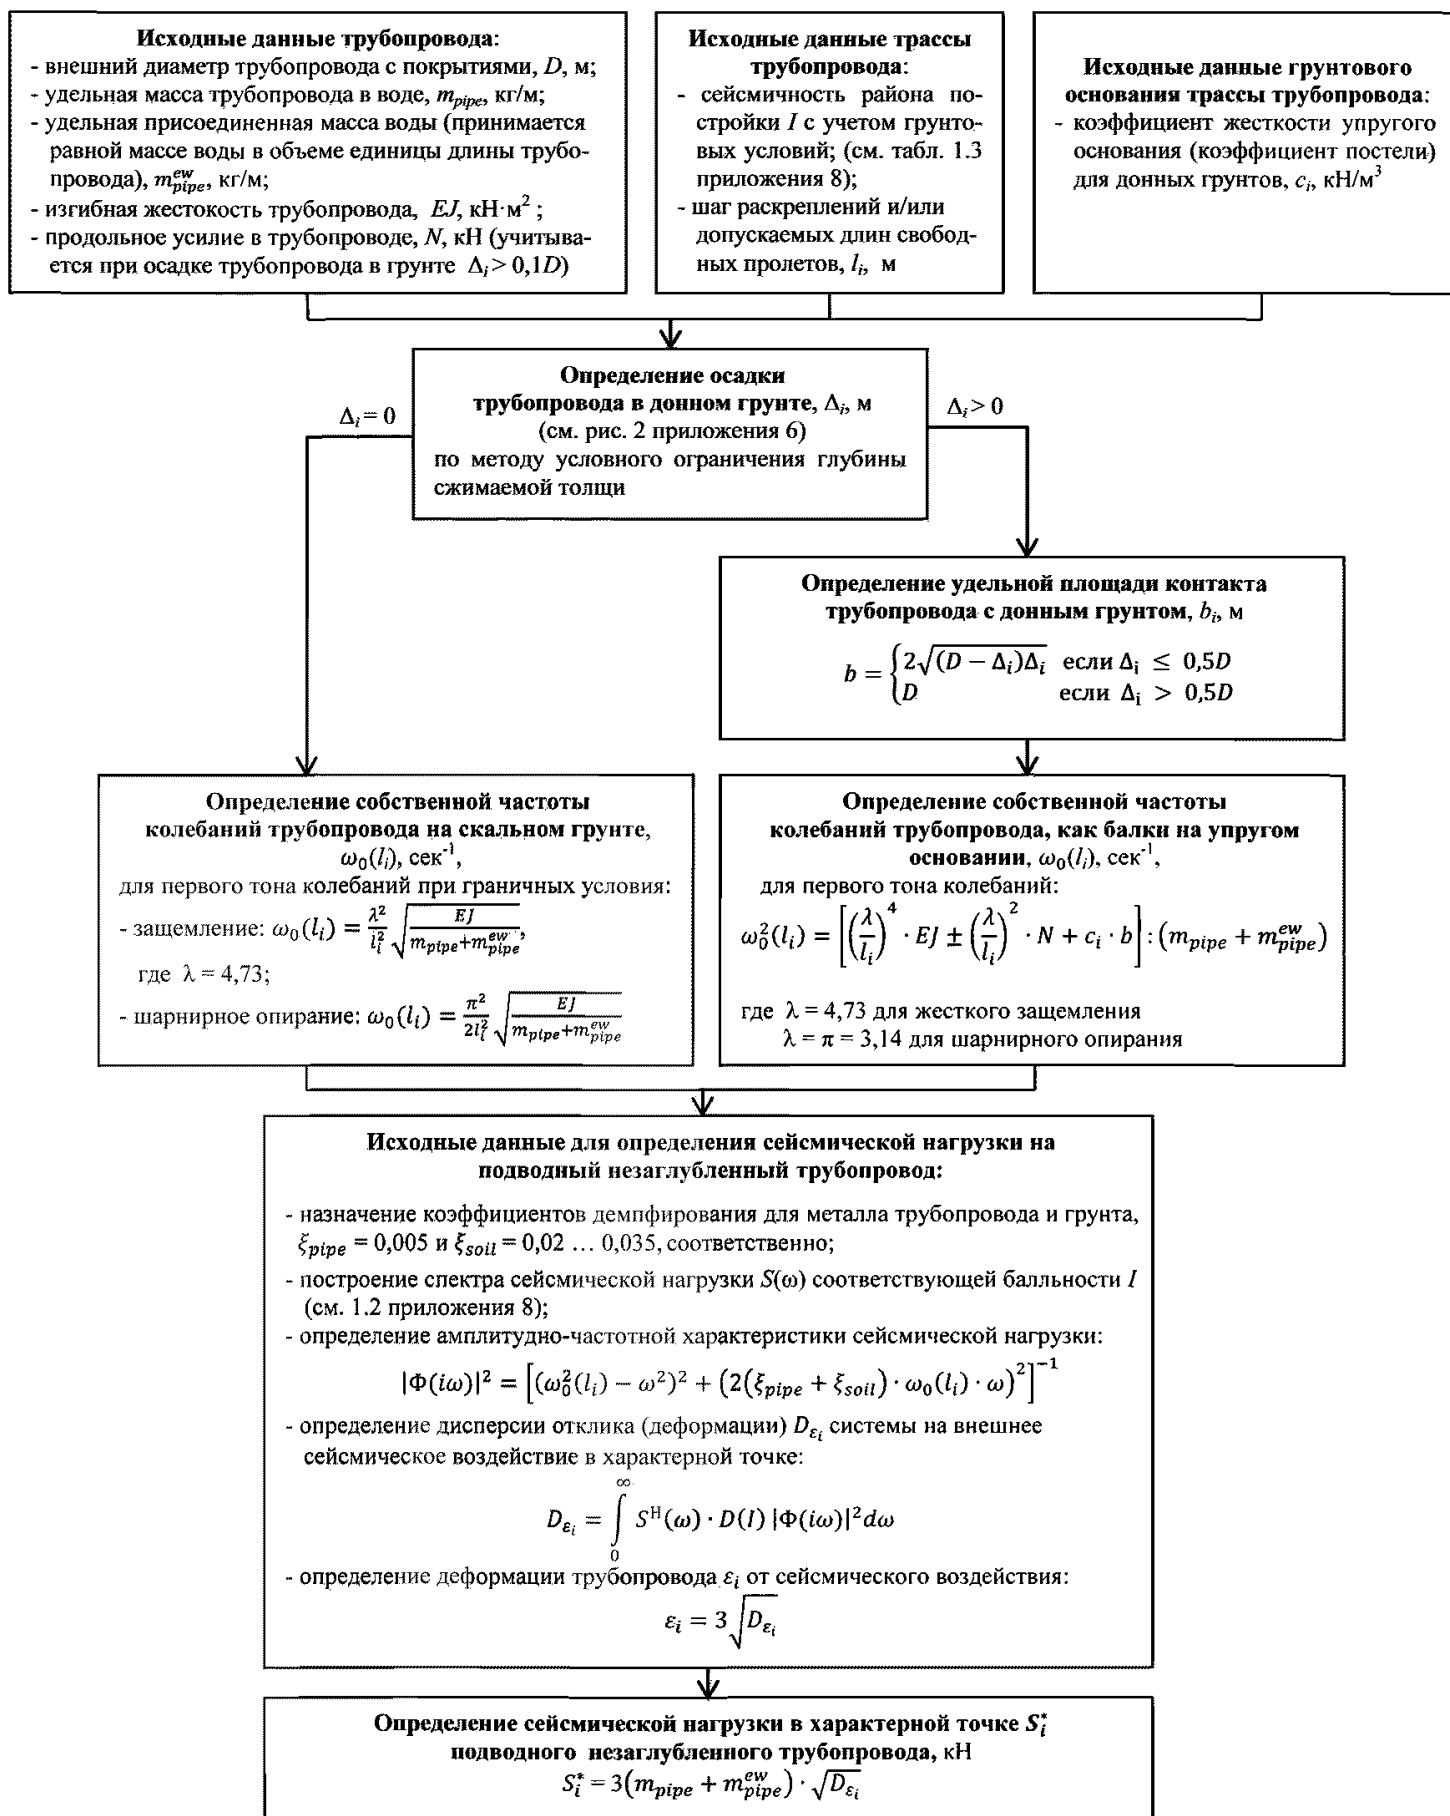 Исходные данные трубопровода:
- внешний диаметр трубопровода с покрытиями, D, м;
- удельная масса трубопровода в воде, m_pipe, кг/м;
- удельная присоединенная масса воды (принимается
равной массе воды в объеме единицы длины трубо-
провода), m_pipe^ew, кг/м;
- изгибная жестокость трубопровода, EJ, кН·м²;
- продольное усилие в трубопроводе, N, кН (учитыва-
ется при осадке трубопровода в грунте Δ_i > 0,1D)
Исходные данные трассы
трубопровода:
- сейсмичность района по-
стройки I с учетом грунто-
вых условий; (см. табл. 1.3
приложения 8);
- шаг раскреплений и/или
допускаемых длин свобод-
ных пролетов, l_i, м
Исходные данные грунтового
основания трассы трубопровода:
- коэффициент жесткости упругого
основания (коэффициент постели)
для донных грунтов, c_i, кН/м³
Определение осадки
трубопровода в донном грунте, Δ_i, м
(см. рис. 2 приложения 6)
по методу условного ограничения глубины
сжимаемой толщи
Δ_i = 0
Δ_i > 0
Определение удельной площади контакта
трубопровода с донным грунтом, b_i, м
b = { 2√((D − Δ_i)Δ_i) если Δ_i ≤ 0,5D
D если Δ_i > 0,5D
Определение собственной частоты
колебаний трубопровода на скальном грунте,
ω_0(l_i), сек⁻¹,
для первого тона колебаний при граничных условия:
- защемление: ω_0(l_i) = λ²/l_i² √(EJ/(m_pipe+m_pipe^ew)),
где λ = 4,73;
- шарнирное опирание: ω_0(l_i) = π²/2l_i² √(EJ/(m_pipe+m_pipe^ew))
Определение собственной частоты
колебаний трубопровода, как балки на упругом
основании, ω_0(l_i), сек⁻¹,
для первого тона колебаний:
ω_0²(l_i) = [(λ/l_i)⁴ · EJ ± (λ/l_i)² · N + c_i · b] : (m_pipe + m_pipe^ew)
где λ = 4,73 для жесткого защемления
λ = π = 3,14 для шарнирного опирания
Исходные данные для определения сейсмической нагрузки на
подводный незаглубленный трубопровод:
- назначение коэффициентов демпфирования для металла трубопровода и грунта,
ξ_pipe = 0,005 и ξ_soil = 0,02 … 0,035, соответственно;
- построение спектра сейсмической нагрузки S(ω) соответствующей балльности I
(см. 1.2 приложения 8);
- определение амплитудно-частотной характеристики сейсмической нагрузки:
|Φ(iω)|² = [(ω_0²(l_i) − ω²)² + (2(ξ_pipe + ξ_soil) · ω_0(l_i) · ω)²]⁻¹
- определение дисперсии отклика (деформации) D_ε_i системы на внешнее
сейсмическое воздействие в характерной точке:
D_ε_i = ∫_0^∞ S^H(ω) · D(I) |Φ(iω)|² dω
- определение деформации трубопровода ε_i от сейсмического воздействия:
ε_i = 3√(D_ε_i)
Определение сейсмической нагрузки в характерной точке S_i^*
подводного незаглубленного трубопровода, кН
S_i^* = 3(m_pipe + m_pipe^ew) · √(D_ε_i)